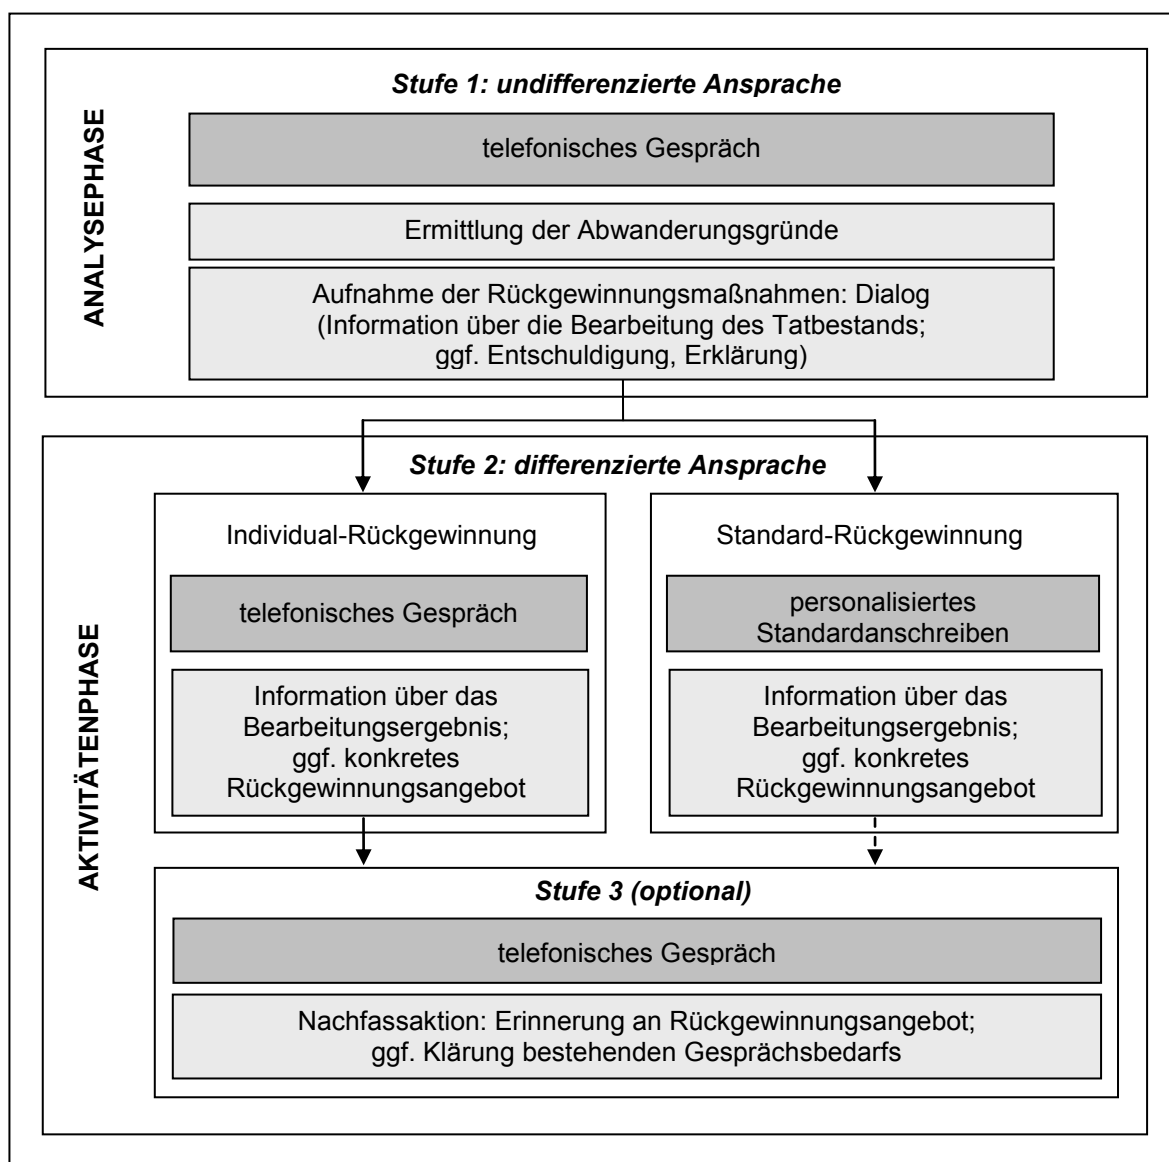 ANALYSEPHASE
Stufe 1: undifferenzierte Ansprache
telefonisches Gespräch
Ermittlung der Abwanderungsgründe
Aufnahme der Rückgewinnungsmaßnahmen: Dialog
(Information über die Bearbeitung des Tatbestands;
ggf. Entschuldigung, Erklärung)
AKTIVITÄTENPHASE
Stufe 2: differenzierte Ansprache
Individual-Rückgewinnung
telefonisches Gespräch
Information über das
Bearbeitungsergebnis;
ggf. konkretes
Rückgewinnungsangebot
Standard-Rückgewinnung
personalisiertes
Standardanschreiben
Information über das
Bearbeitungsergebnis;
ggf. konkretes
Rückgewinnungsangebot
Stufe 3 (optional)
telefonisches Gespräch
Nachfassaktion: Erinnerung an Rückgewinnungsangebot;
ggf. Klärung bestehenden Gesprächsbedarfs